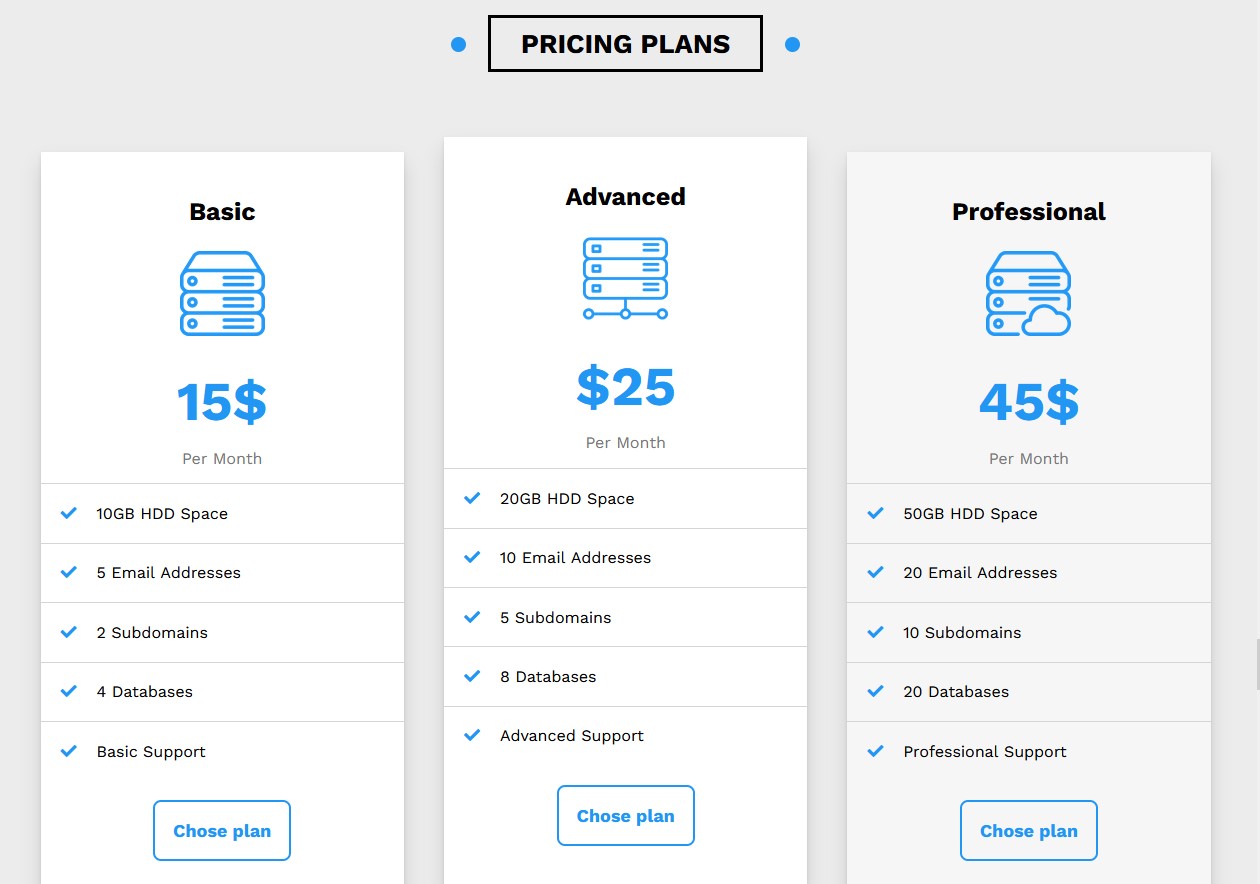 PRICING PLANS
Basic
15$
Per Month
10GB HDD Space
5 Email Addresses
2 Subdomains
4 Databases
Basic Support
Chose plan
Advanced
$25
Per Month
20GB HDD Space
10 Email Addresses
5 Subdomains
8 Databases
Advanced Support
Chose plan
Professional
45$
Per Month
50GB HDD Space
20 Email Addresses
10 Subdomains
20 Databases
Professional Support
Chose plan